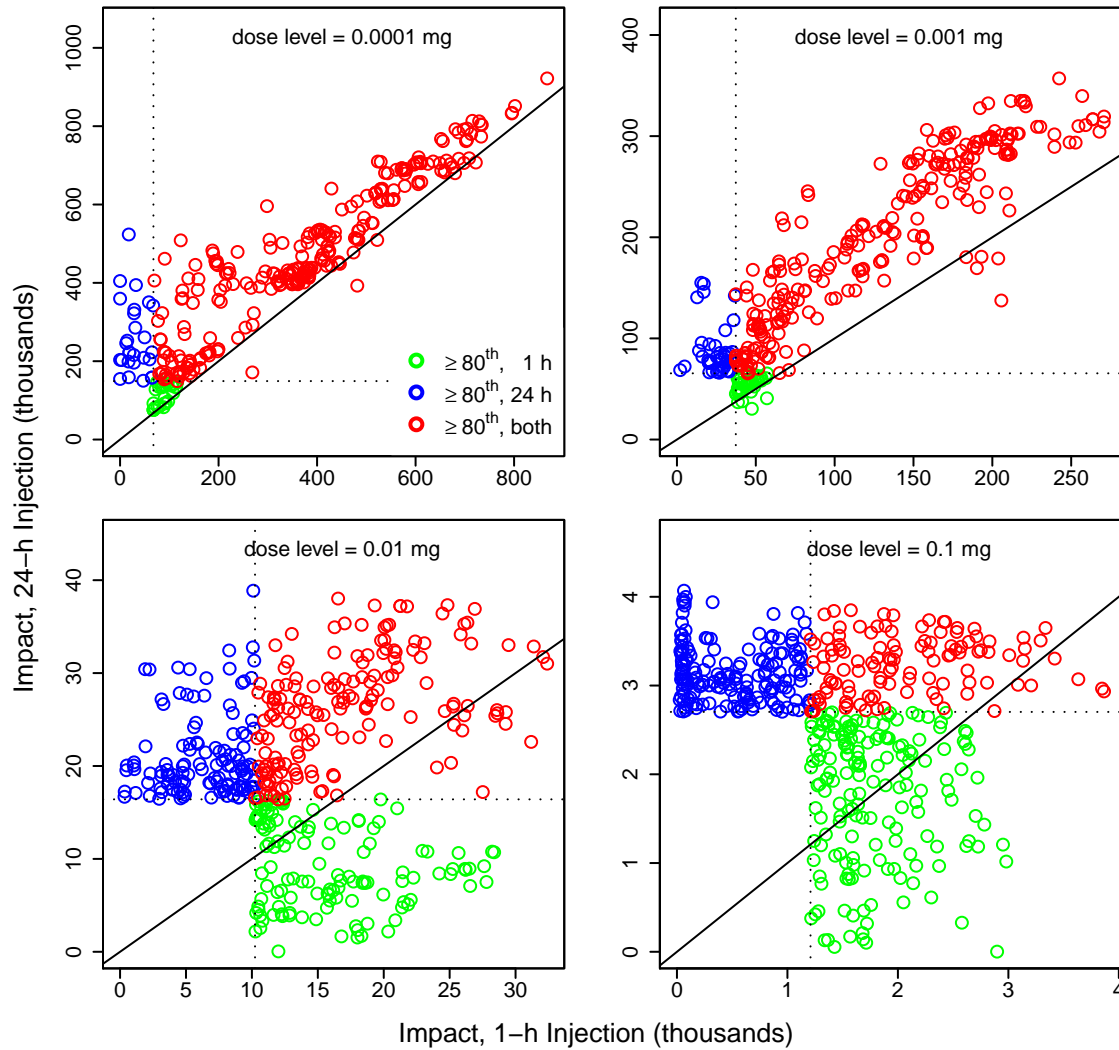 dose level = 0.0001 mg
dose level = 0.001 mg
1000
800
600
400
200
0
≥ 80th, 1 h
≥ 80th, 24 h
≥ 80th, both
0 200 400 600 800
400
300
200
100
0
0 50 100 150 200 250
Impact, 24−h Injection (thousands)
dose level = 0.01 mg
dose level = 0.1 mg
40
30
20
10
0
0 5 10 15 20 25 30
4
3
2
1
0
0 1 2 3 4
Impact, 1−h Injection (thousands)